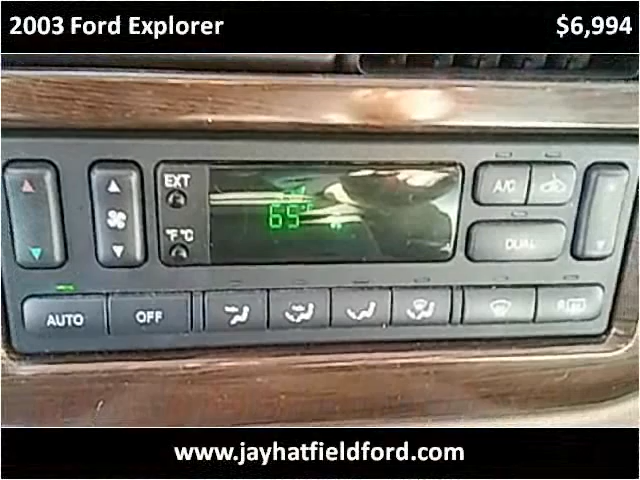 2003 Ford Explorer $6,994
EXT
65°F
A/C
°F °C
DUAL
AUTO OFF R
www.jayhatfieldford.com